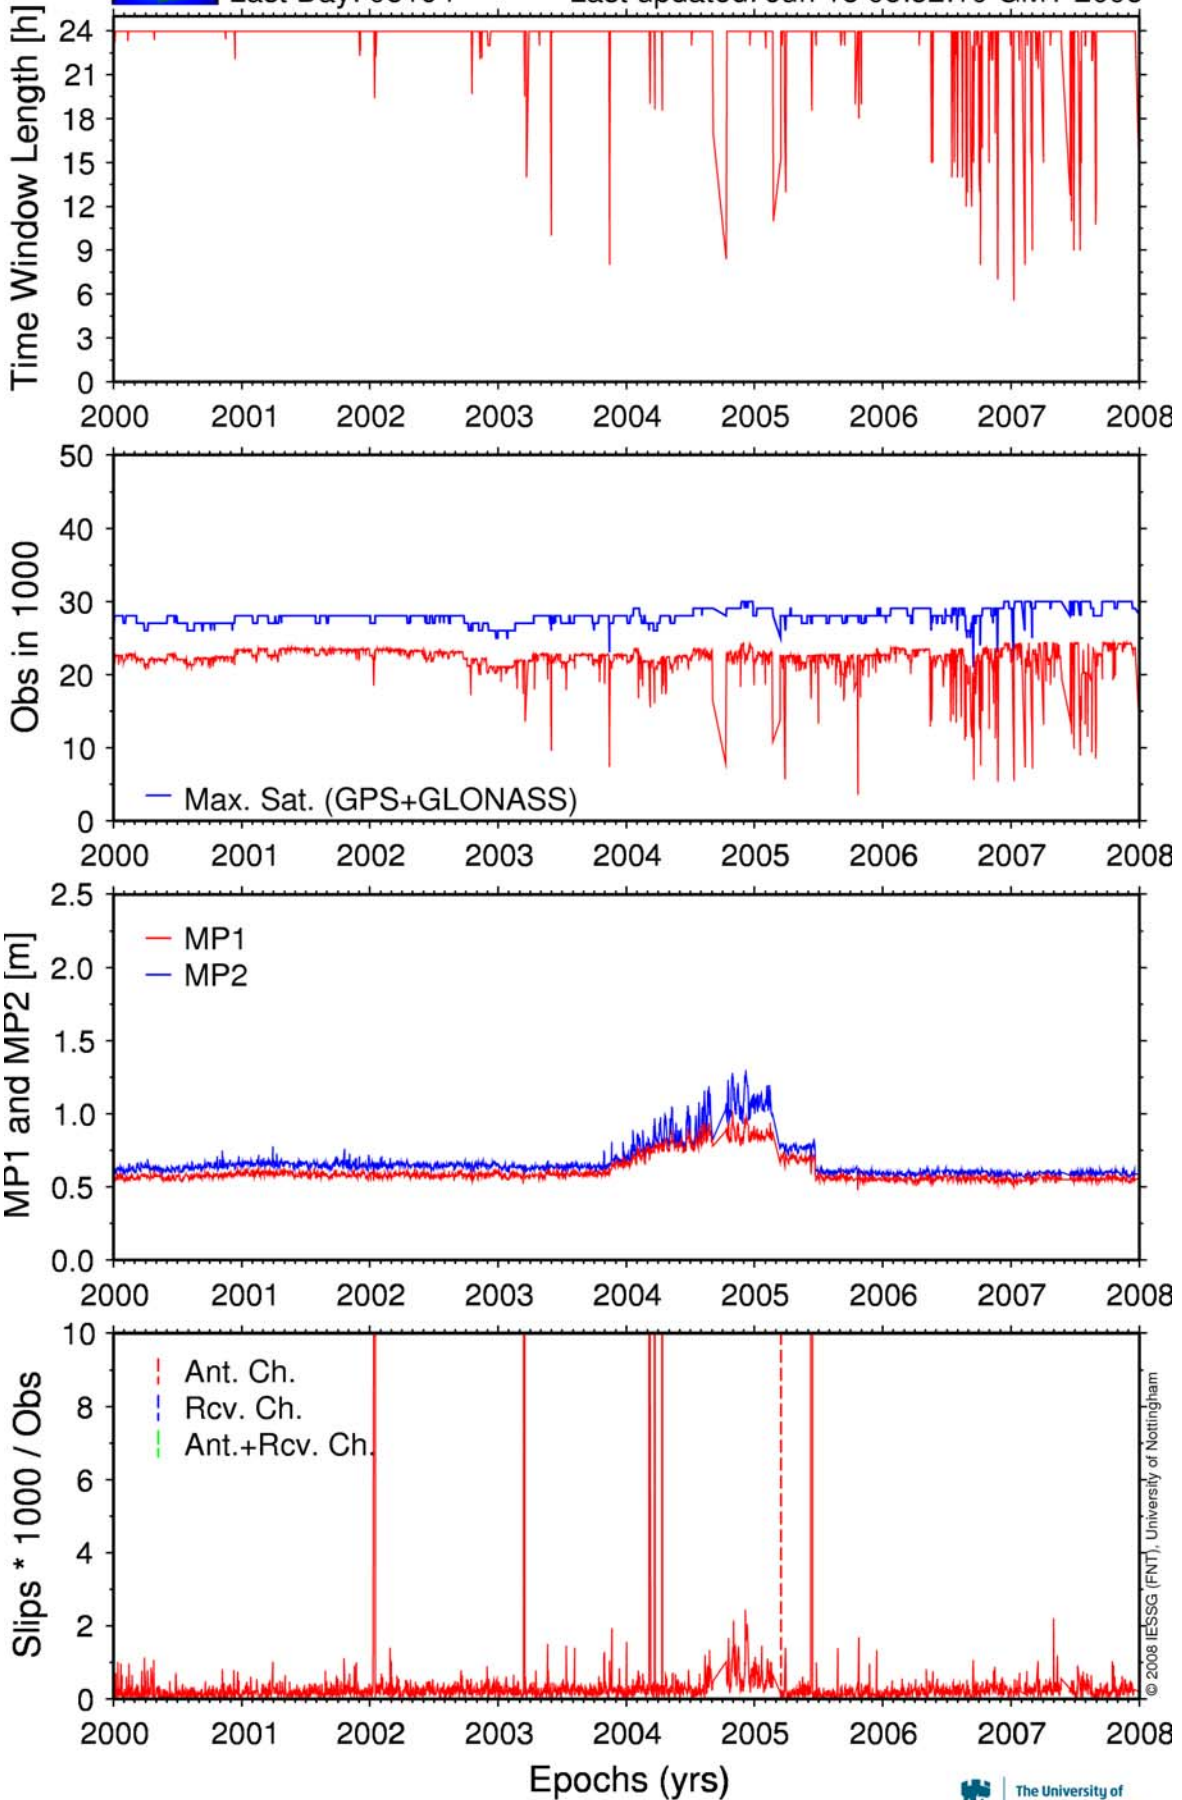 Time Window Length [h]
24
21
18
15
12
9
6
3
0
2000 2001 2002 2003 2004 2005 2006 2007 2008
Obs in 1000
50
40
30
20
10
0
Max. Sat. (GPS+GLONASS)
2000 2001 2002 2003 2004 2005 2006 2007 2008
MP1 and MP2 [m]
2.5
2.0
1.5
1.0
0.5
0.0
MP1
MP2
2000 2001 2002 2003 2004 2005 2006 2007 2008
Slips * 1000 / Obs
10
8
6
4
2
0
Ant. Ch.
Rcv. Ch.
Ant.+Rcv. Ch.
© 2008 IESSG (FNT), University of Nottingham
2000 2001 2002 2003 2004 2005 2006 2007 2008
Epochs (yrs)
The University of